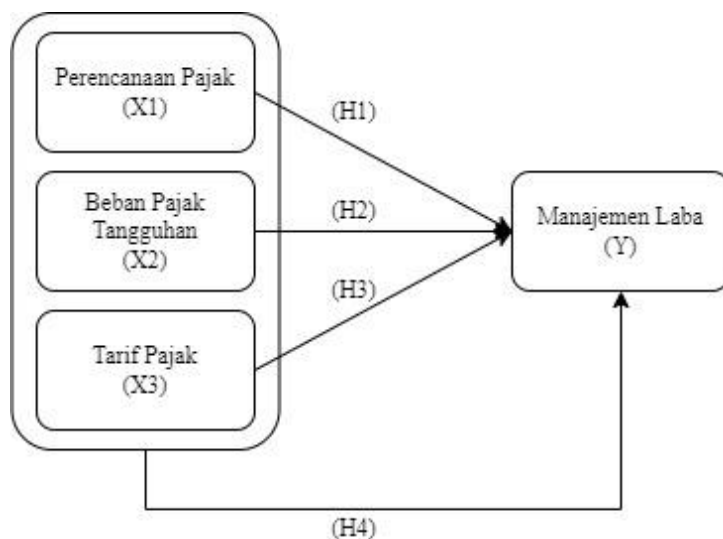 Perencanaan Pajak
(X1)
(H1)
Beban Pajak
Tangguhan
(X2)
(H2)
Manajemen Laba
(Y)
(H3)
Tarif Pajak
(X3)
(H4)